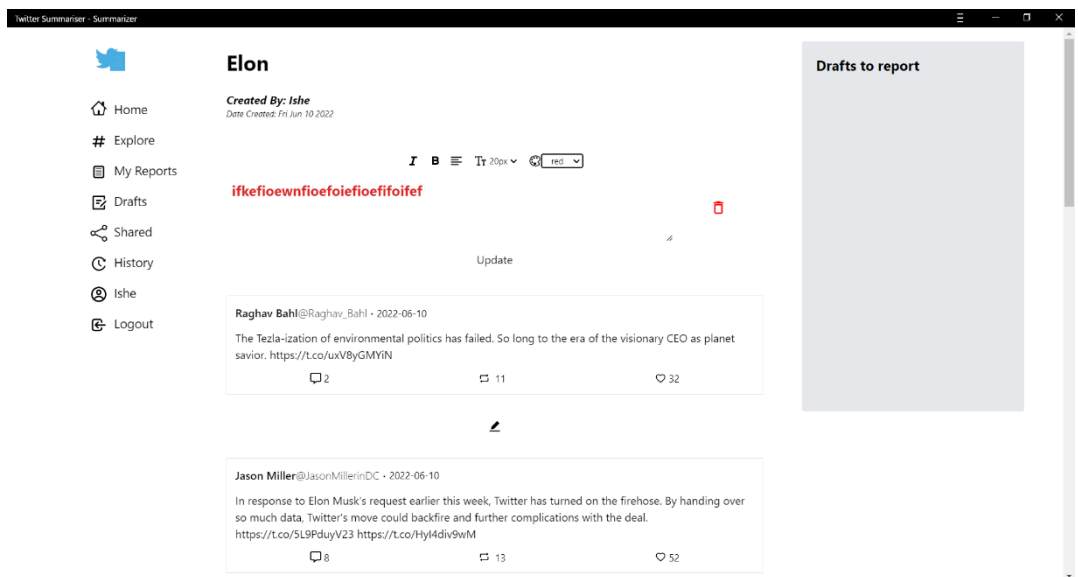 Twitter Summariser - Summarizer
Home
Explore
My Reports
Drafts
Shared
History
Ishe
Logout
Elon
Created By: Ishe
Date Created: Fri Jun 10 2022
I B Tт 20px red
ifkefioewnfioefoiefioefifoifef
Update
Raghav Bahl@Raghav_Bahl • 2022-06-10
The Tezla-ization of environmental politics has failed. So long to the era of the visionary CEO as planet
savior. https://t.co/uxV8yGMYiN
2 11 32
Jason Miller@JasonMillerinDC • 2022-06-10
In response to Elon Musk's request earlier this week, Twitter has turned on the firehose. By handing over
so much data, Twitter's move could backfire and further complications with the deal.
https://t.co/5L9PduyV23 https://t.co/HyI4div9wM
8 13 52
Drafts to report